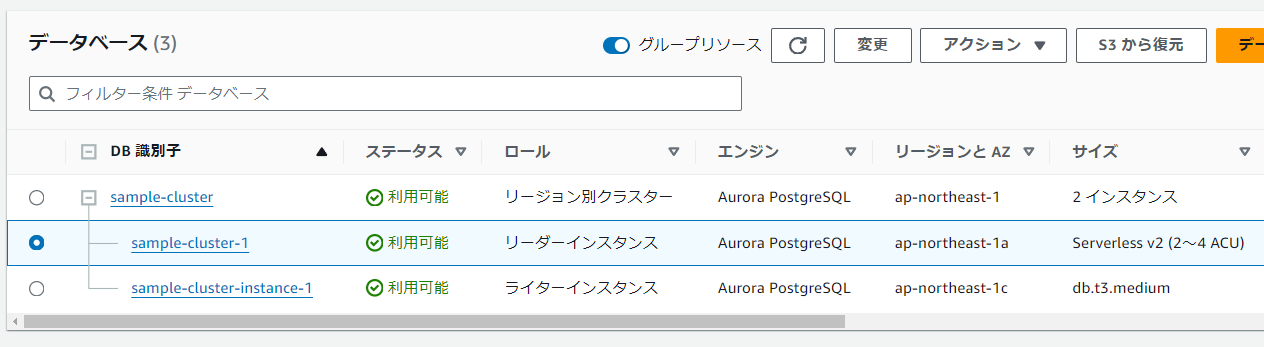 データベース (3)
グループリソース
変更
アクション
S3 から復元
デー
フィルター条件 データベース
DB 識別子 ステータス ロール エンジン リージョンと AZ サイズ
sample-cluster 利用可能 リージョン別クラスター Aurora PostgreSQL ap-northeast-1 2 インスタンス
sample-cluster-1 利用可能 リーダーインスタンス Aurora PostgreSQL ap-northeast-1a Serverless v2 (2～4 ACU)
sample-cluster-instance-1 利用可能 ライターインスタンス Aurora PostgreSQL ap-northeast-1c db.t3.medium